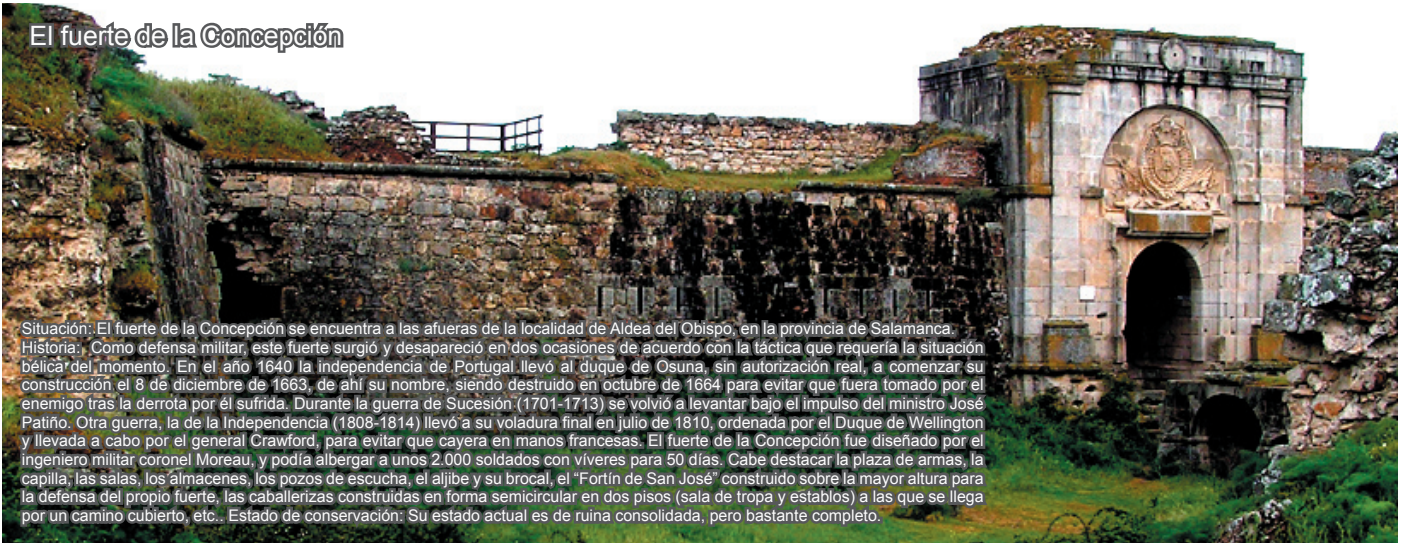 El fuerte de la Concepción
Situación: El fuerte de la Concepción se encuentra a las afueras de la localidad de Aldea del Obispo, en la provincia de Salamanca.
Historia: Como defensa militar, este fuerte surgió y desapareció en dos ocasiones de acuerdo con la táctica que requería la situación
bélica del momento. En el año 1640 la independencia de Portugal llevó al duque de Osuna, sin autorización real, a comenzar su
construcción el 8 de diciembre de 1663, de ahí su nombre, siendo destruido en octubre de 1664 para evitar que fuera tomado por el
enemigo tras la derrota por él sufrida. Durante la guerra de Sucesión (1701-1713) se volvió a levantar bajo el impulso del ministro José
Patiño. Otra guerra, la de la Independencia (1808-1814) llevó a su voladura final en julio de 1810, ordenada por el Duque de Wellington
y llevada a cabo por el general Crawford, para evitar que cayera en manos francesas. El fuerte de la Concepción fue diseñado por el
ingeniero militar coronel Moreau, y podía albergar a unos 2.000 soldados con víveres para 50 días. Cabe destacar la plaza de armas, la
capilla, las salas, los almacenes, los pozos de escucha, el aljibe y su brocal, el “Fortín de San José” construido sobre la mayor altura para
la defensa del propio fuerte, las caballerizas construidas en forma semicircular en dos pisos (sala de tropa y establos) a las que se llega
por un camino cubierto, etc.. Estado de conservación: Su estado actual es de ruina consolidada, pero bastante completo.